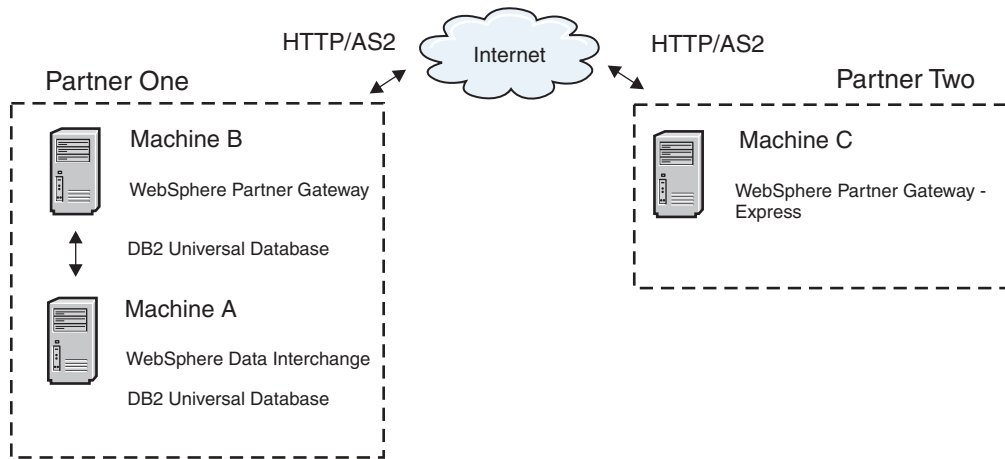 HTTP/AS2
Internet
HTTP/AS2
Partner One
Partner Two
Machine B
WebSphere Partner Gateway
DB2 Universal Database
Machine A
WebSphere Data Interchange
DB2 Universal Database
Machine C
WebSphere Partner Gateway -
Express